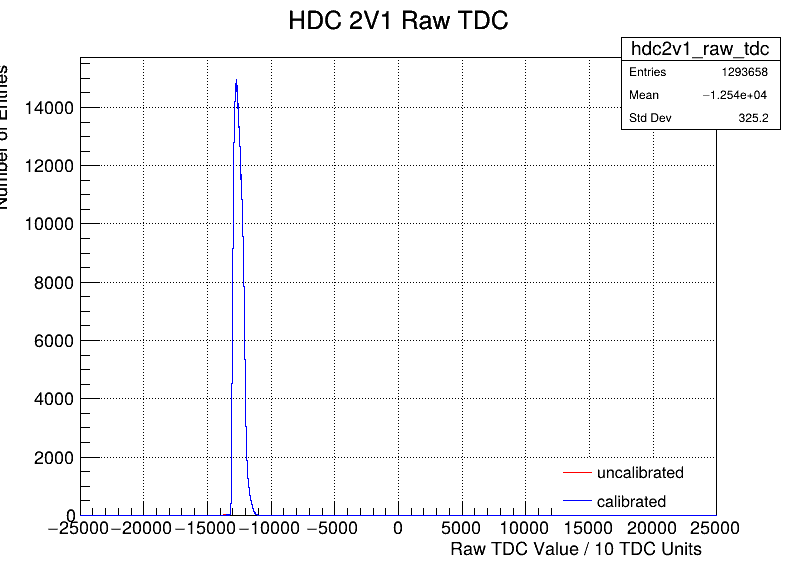 HDC 2V1 Raw TDC
hdc2v1_raw_tdc
Entries 1293658
Mean −1.254e+04
Std Dev 325.2
Number of Entries
14000
12000
10000
8000
6000
4000
2000
0
uncalibrated
calibrated
−25000 −20000 −15000 −10000 −5000 0 5000 10000 15000 20000 25000
Raw TDC Value / 10 TDC Units